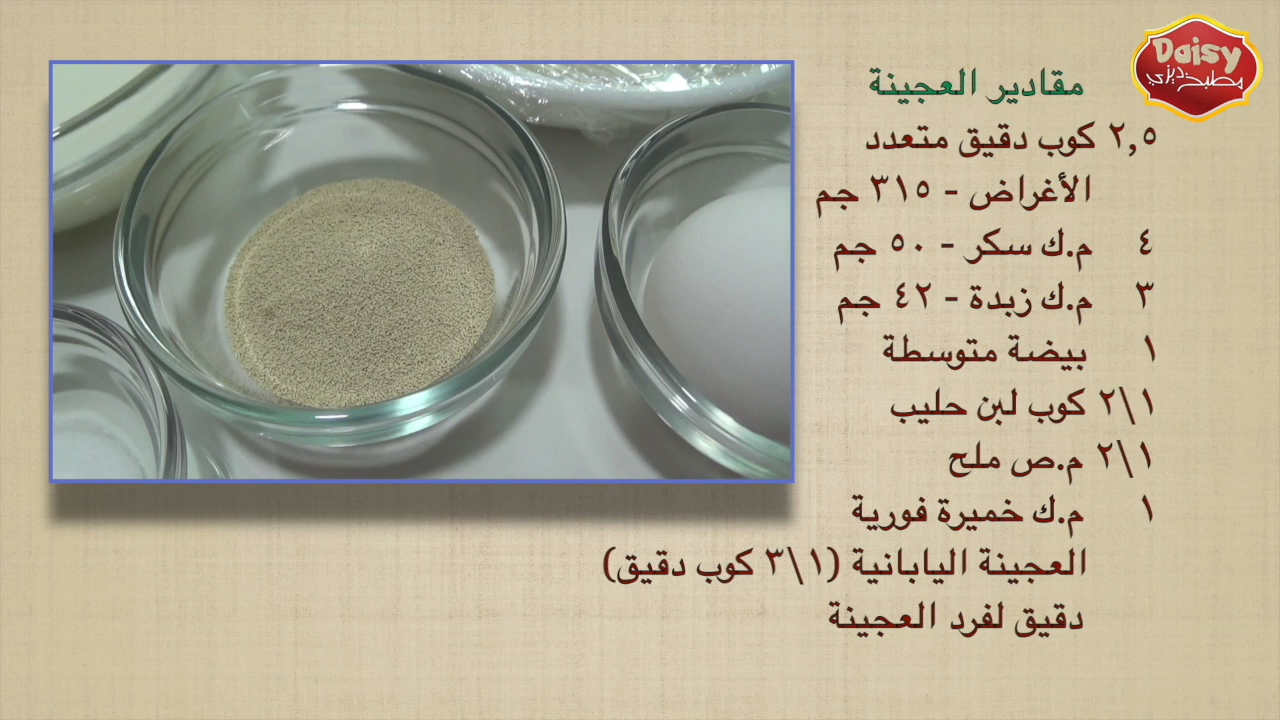 Daisy
مطبخ ديزي
مقادير العجينة
٢,٥ كوب دقيق متعدد
الأغراض - ٣١٥ جم
٤ م.ك سكر - ٥٠ جم
٣ م.ك زبدة - ٤٢ جم
١ بيضة متوسطة
١\٢ كوب لبن حليب
١\٢ م.ص ملح
١ م.ك خميرة فورية
العجينة اليابانية (١\٣ كوب دقيق)
دقيق لفرد العجينة